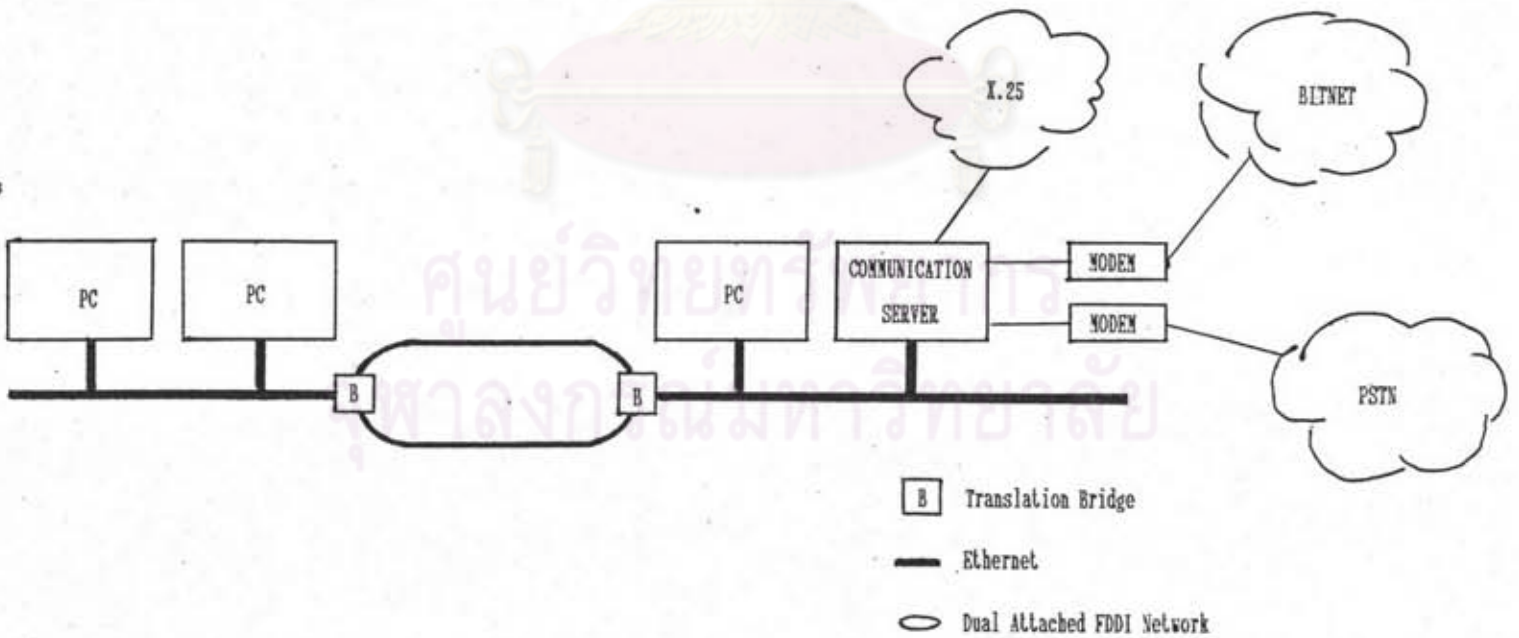 X.25
BITNET
PC
PC
PC
COMMUNICATION
SERVER
MODEM
MODEM
PSTN
B
B
ศูนย์วิทยทรัพยากร
จุฬาลงกรณ์มหาวิทยาลัย
B Translation Bridge
Ethernet
Dual Attached FDDI Network